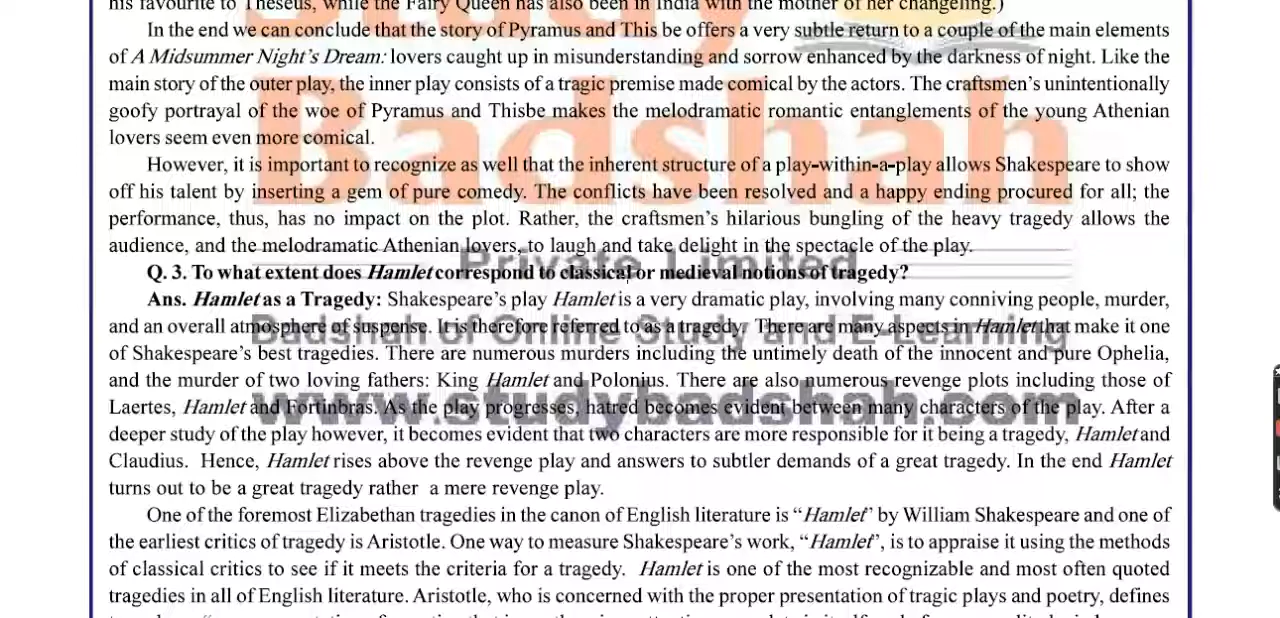 his favourite to Theseus, while the Fairy Queen has also been in India with the mother of her changeling.)
In the end we can conclude that the story of Pyramus and This be offers a very subtle return to a couple of the main elements
of A Midsummer Night's Dream: lovers caught up in misunderstanding and sorrow enhanced by the darkness of night. Like the
main story of the outer play, the inner play consists of a tragic premise made comical by the actors. The craftsmen's unintentionally
goofy portrayal of the woe of Pyramus and Thisbe makes the melodramatic romantic entanglements of the young Athenian
lovers seem even more comical.
However, it is important to recognize as well that the inherent structure of a play-within-a-play allows Shakespeare to show
off his talent by inserting a gem of pure comedy. The conflicts have been resolved and a happy ending procured for all; the
performance, thus, has no impact on the plot. Rather, the craftsmen's hilarious bungling of the heavy tragedy allows the
audience, and the melodramatic Athenian lovers, to laugh and take delight in the spectacle of the play.
Q. 3. To what extent does Hamlet correspond to classical or medieval notions of tragedy?
Ans. Hamlet as a Tragedy: Shakespeare's play Hamlet is a very dramatic play, involving many conniving people, murder,
and an overall atmosphere of suspense. It is therefore referred to as a tragedy. There are many aspects in Hamlet that make it one
of Shakespeare's best tragedies. There are numerous murders including the untimely death of the innocent and pure Ophelia,
and the murder of two loving fathers: King Hamlet and Polonius. There are also numerous revenge plots including those of
Laertes, Hamlet and Fortinbras. As the play progresses, hatred becomes evident between many characters of the play. After a
deeper study of the play however, it becomes evident that two characters are more responsible for it being a tragedy, Hamlet and
Claudius. Hence, Hamlet rises above the revenge play and answers to subtler demands of a great tragedy. In the end Hamlet
turns out to be a great tragedy rather a mere revenge play.
One of the foremost Elizabethan tragedies in the canon of English literature is "Hamlet" by William Shakespeare and one of
the earliest critics of tragedy is Aristotle. One way to measure Shakespeare's work, "Hamlet", is to appraise it using the methods
of classical critics to see if it meets the criteria for a tragedy. Hamlet is one of the most recognizable and most often quoted
tragedies in all of English literature. Aristotle, who is concerned with the proper presentation of tragic plays and poetry, defines
Study
Badshah
Private Limited
Badshah of Online Study and E-Learning
www.studybadshah.com